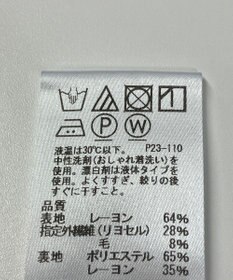 P W
液温は30℃以下。 P23-110
中性洗剤(おしゃれ着洗い)を
使用。漂白剤は液体タイプを
使用。よくすすぎ、絞りの後
すぐに干すこと。
品質
表地 レーヨン 64%
指定外繊維(リヨセル) 28%
毛 8%
裏地 ポリエステル 65%
レーヨン 35%